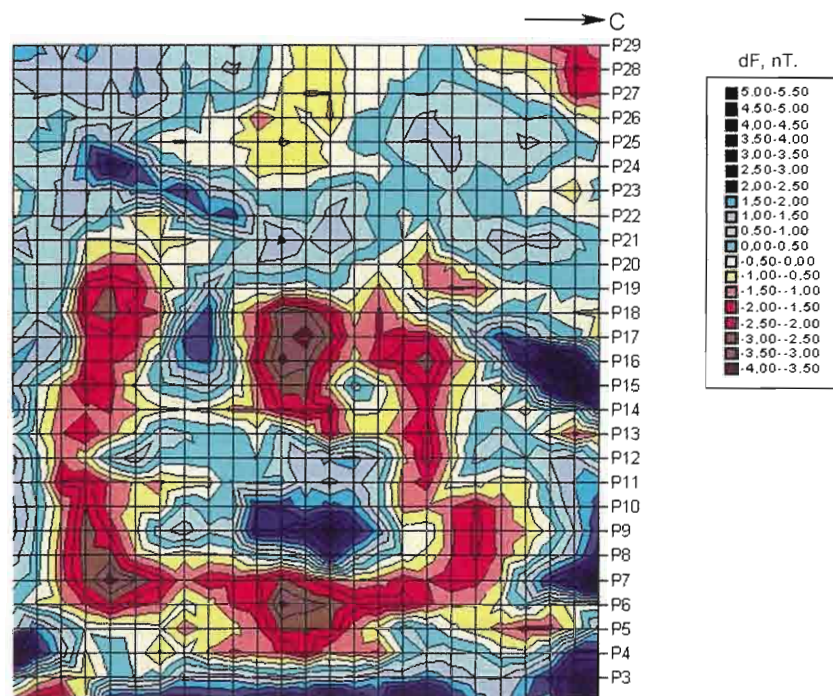 C
P29
P28
P27
P26
P25
P24
P23
P22
P21
P20
P19
P18
P17
P16
P15
P14
P13
P12
P11
P10
P9
P8
P7
P6
P5
P4
P3
dF, nT.
5.00-5.50
4.50-5.00
4.00-4.50
3.50-4.00
3.00-3.50
2.50-3.00
2.00-2.50
1.50-2.00
1.00-1.50
0.50-1.00
0.00-0.50
-0.50-0.00
-1.00--0.50
-1.50--1.00
-2.00--1.50
-2.50--2.00
-3.00--2.50
-3.50--3.00
-4.00--3.50